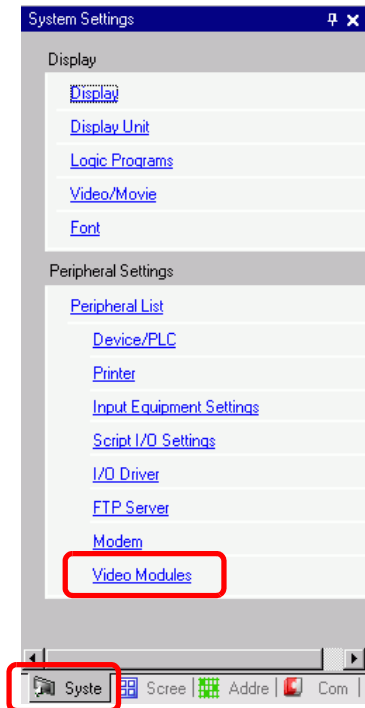 System Settings
Display
Display
Display Unit
Logic Programs
Video/Movie
Font
Peripheral Settings
Peripheral List
Device/PLC
Printer
Input Equipment Settings
Script I/O Settings
I/O Driver
FTP Server
Modem
Video Modules
Syste Scree Addre Com